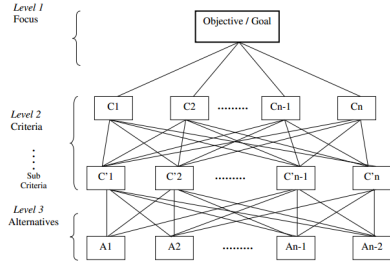 Level 1
Focus
Objective / Goal
C1 C2 ......... Cn-1 Cn
Level 2
Criteria
Sub
Criteria
C'1 C'2 ......... C'n-1 C'n
Level 3
Alternatives
A1 A2 ......... An-1 An-2